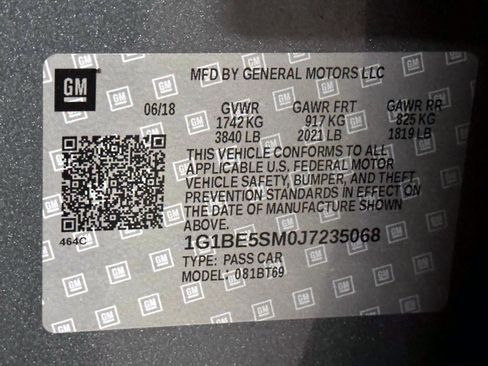 GM
MFD BY GENERAL MOTORS LLC
06/18 GVWR GAWR FRT GAWR RR
1742 KG 917 KG 825 KG
3840 LB 2021 LB 1819 LB
THIS VEHICLE CONFORMS TO ALL
APPLICABLE U.S. FEDERAL MOTOR
VEHICLE SAFETY, BUMPER, AND THEFT
PREVENTION STANDARDS IN EFFECT ON
THE DATE OF MANUFACTURE SHOWN
ABOVE.
464C
1G1BE5SM0J7235068
TYPE: PASS CAR
MODEL: 081BT69